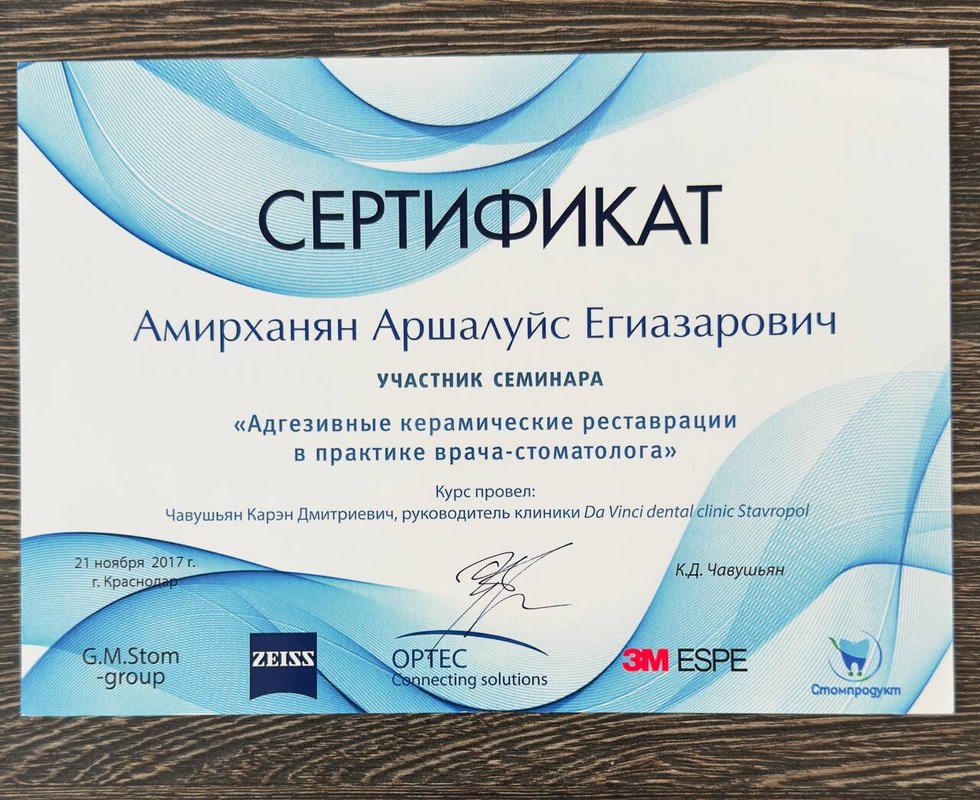 СЕРТИФИКАТ
Амирханян Аршалуйс Егиазарович
УЧАСТНИК СЕМИНАРА
«Адгезивные керамические реставрации
в практике врача-стоматолога»
Курс провел:
Чавушьян Карэн Дмитриевич, руководитель клиники Da Vinci dental clinic Stavropol
21 ноября 2017 г.
г. Краснодар
К.Д. Чавушьян
G.M.Stom
-group
ZEISS
OPTEC
Connecting solutions
3M ESPE
Стомпродукт